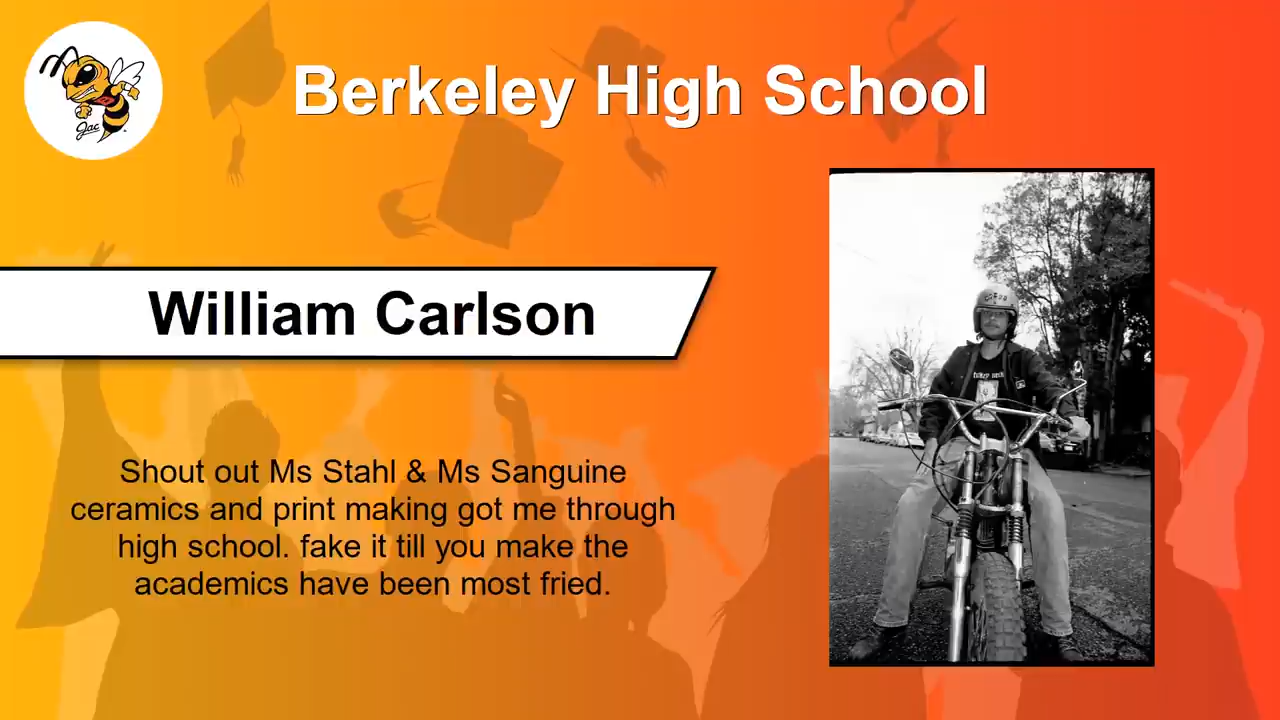 Berkeley High School
Jac
William Carlson
Shout out Ms Stahl & Ms Sanguine
ceramics and print making got me through
high school. fake it till you make the
academics have been most fried.